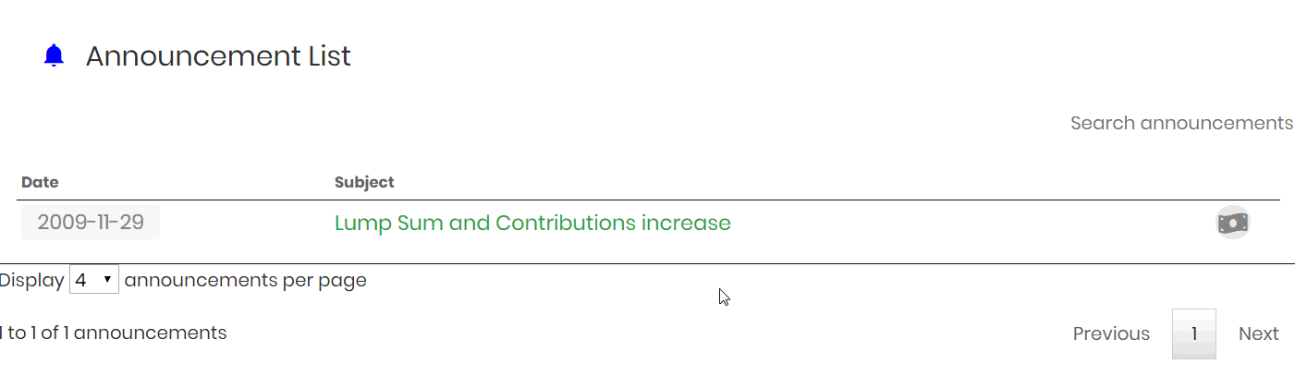 Announcement List
Search announcements
Date Subject
2009-11-29 Lump Sum and Contributions increase
Display 4 announcements per page
1 to 1 of 1 announcements
Previous 1 Next